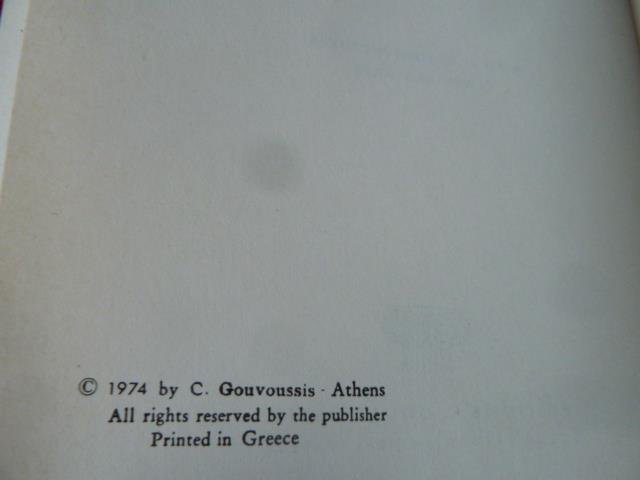 © 1974 by C. Gouvoussis - Athens
All rights reserved by the publisher
Printed in Greece